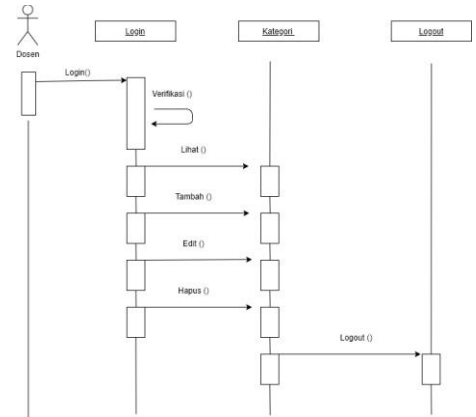 Login
Kategori
Logout
Dosen
Login()
Verifikasi ()
Lihat ()
Tambah ()
Edit ()
Hapus ()
Logout ()